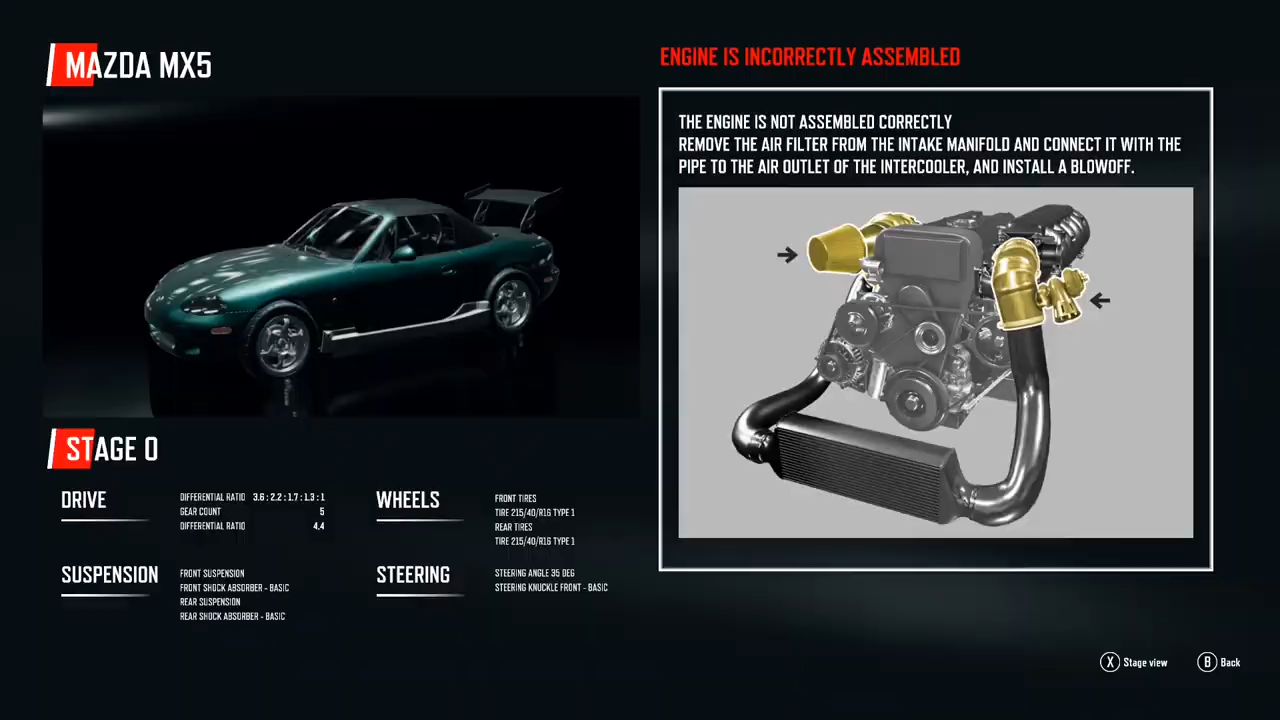 MAZDA MX5
ENGINE IS INCORRECTLY ASSEMBLED
THE ENGINE IS NOT ASSEMBLED CORRECTLY
REMOVE THE AIR FILTER FROM THE INTAKE MANIFOLD AND CONNECT IT WITH THE
PIPE TO THE AIR OUTLET OF THE INTERCOOLER, AND INSTALL A BLOWOFF.
STAGE 0
DRIVE
DIFFERENTIAL RATIO 3.6 : 2.2 : 1.7 : 1.3 : 1
GEAR COUNT 5
DIFFERENTIAL RATIO 4.4
WHEELS
FRONT TIRES
TIRE 215/40/R16 TYPE 1
REAR TIRES
TIRE 215/40/R16 TYPE 1
SUSPENSION
FRONT SUSPENSION
FRONT SHOCK ABSORBER - BASIC
REAR SUSPENSION
REAR SHOCK ABSORBER - BASIC
STEERING
STEERING ANGLE 35 DEG
STEERING KNUCKLE FRONT - BASIC
X Stage view
B Back